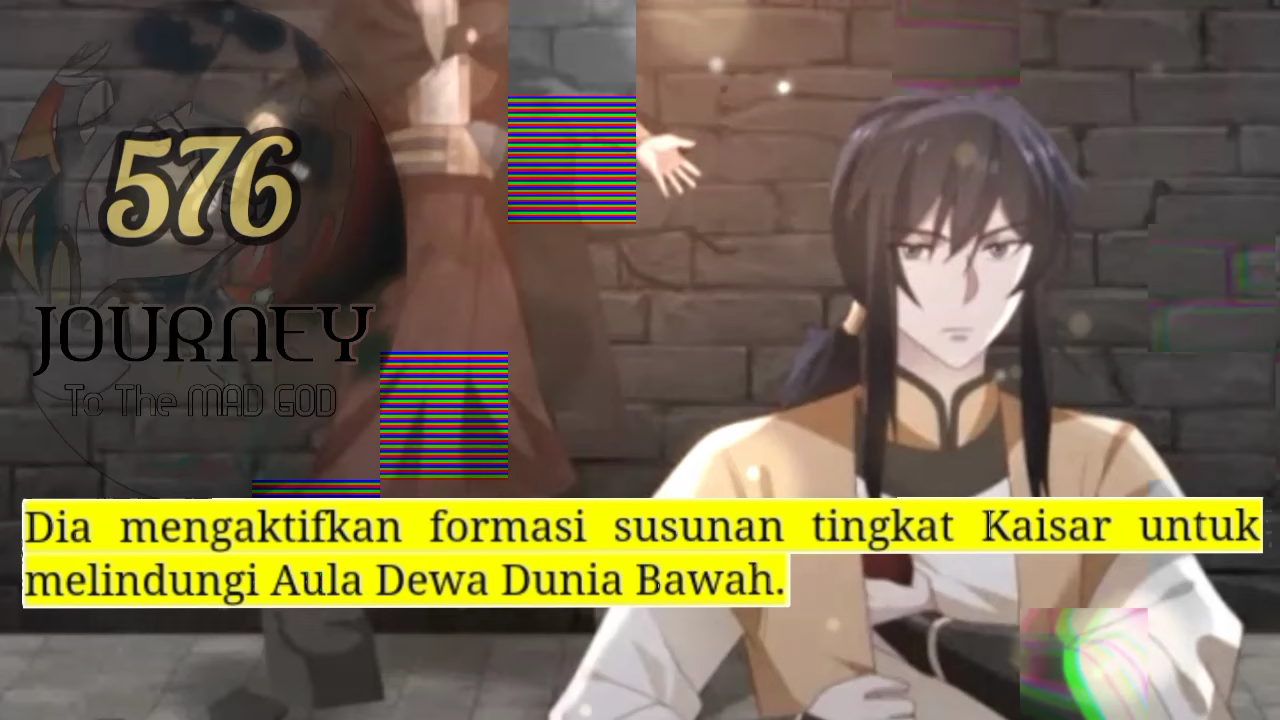 576
JOURNEY
To The MAD GOD
Dia mengaktifkan formasi susunan tingkat Kaisar untuk
melindungi Aula Dewa Dunia Bawah.